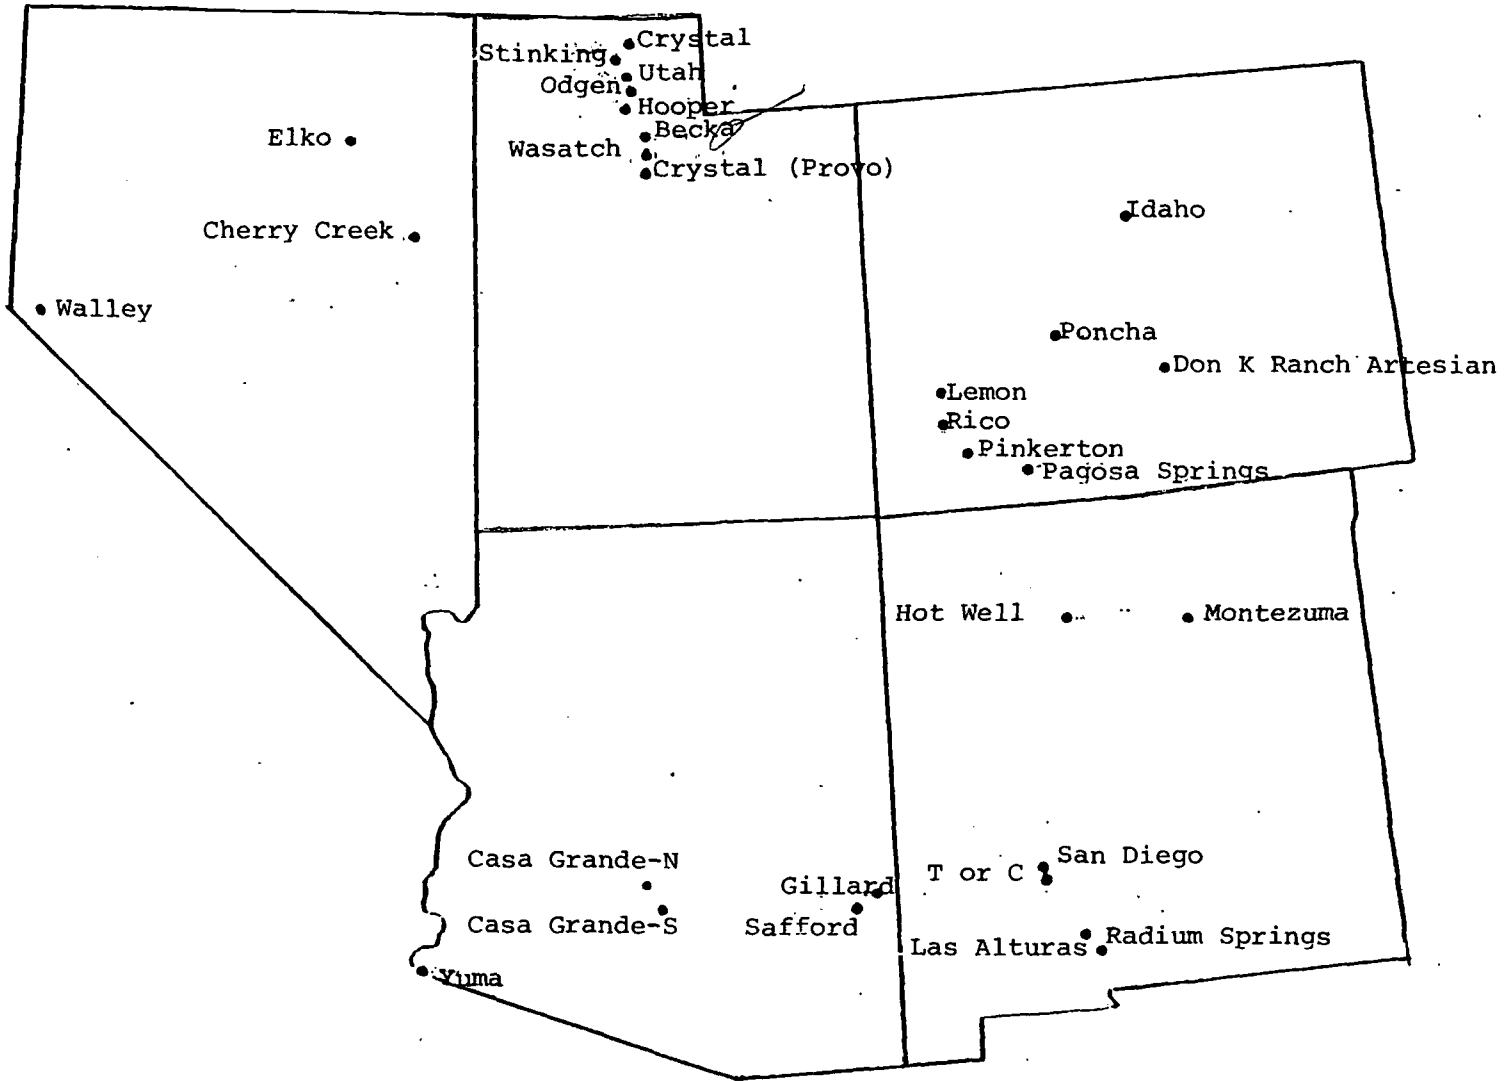 Crystal
Stinking
Utah
Odgen
Hooper
Becka
Wasatch
Crystal (Provo)
Elko
Cherry Creek
Walley
Idaho
Poncha
Don K Ranch Artesian
Lemon
Rico
Pinkerton
Pagosa Springs
Hot Well
Montezuma
Casa Grande-N
Casa Grande-S
Gillard
Safford
Yuma
San Diego
T or C
Radium Springs
Las Alturas